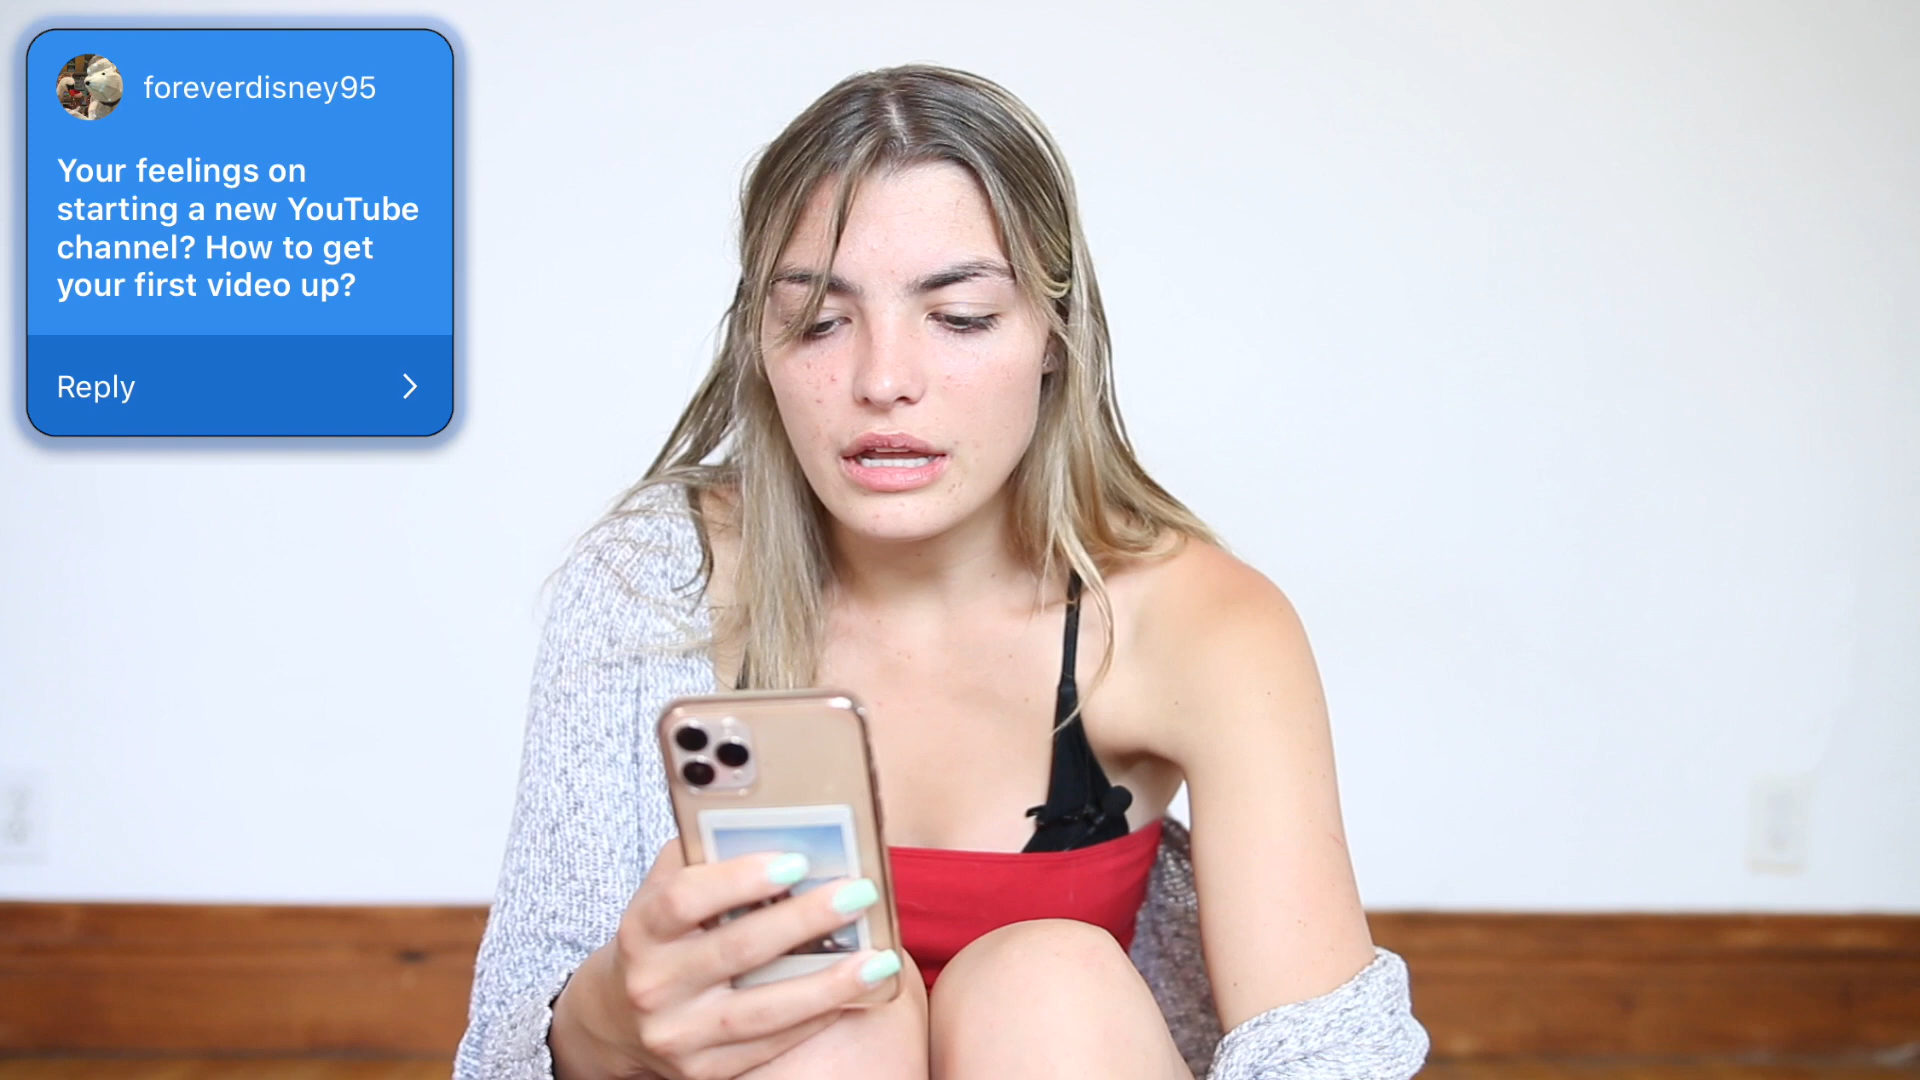 foreverdisney95
Your feelings on
starting a new YouTube
channel? How to get
your first video up?
Reply